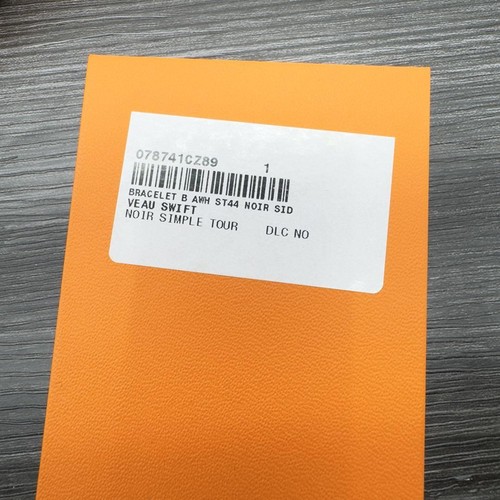 078741CZ89 1
BRACELET B AWH ST44 NOIR SID
VEAU SWIFT
NOIR SIMPLE TOUR DLC NO